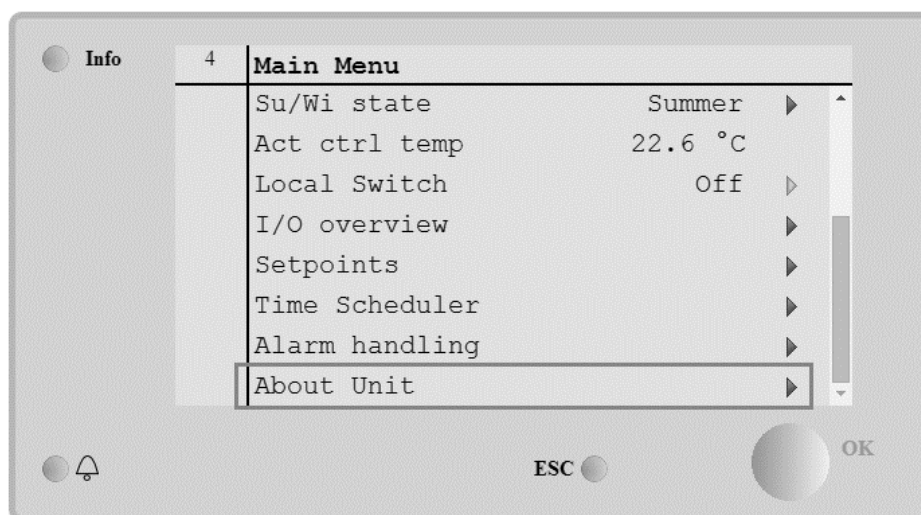 Info
4 Main Menu
Su/Wi state Summer
Act ctrl temp 22.6 °C
Local Switch Off
I/O overview
Setpoints
Time Scheduler
Alarm handling
About Unit
ESC
OK